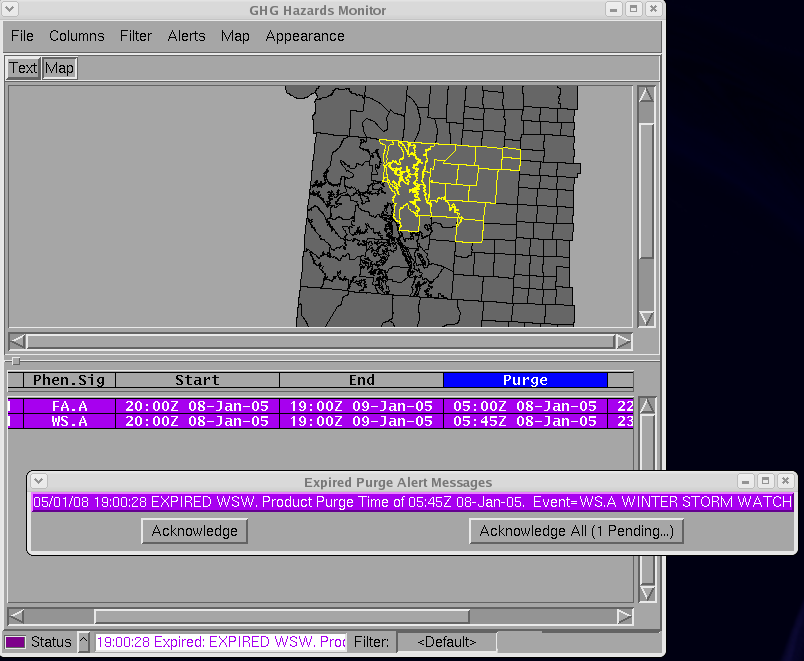 GHG Hazards Monitor
File Columns Filter Alerts Map Appearance
Text Map
Phen.Sig Start End Purge
FA.A 20:00Z 08-Jan-05 19:00Z 09-Jan-05 05:00Z 08-Jan-05 22
WS.A 20:00Z 08-Jan-05 19:00Z 09-Jan-05 05:45Z 08-Jan-05 23
Expired Purge Alert Messages
05/01/08 19:00:28 EXPIRED WSW. Product Purge Time of 05:45Z 08-Jan-05. Event=WS.A WINTER STORM WATCH
Acknowledge Acknowledge All (1 Pending...)
Status 19:00:28 Expired: EXPIRED WSW. Proc Filter: <Default>